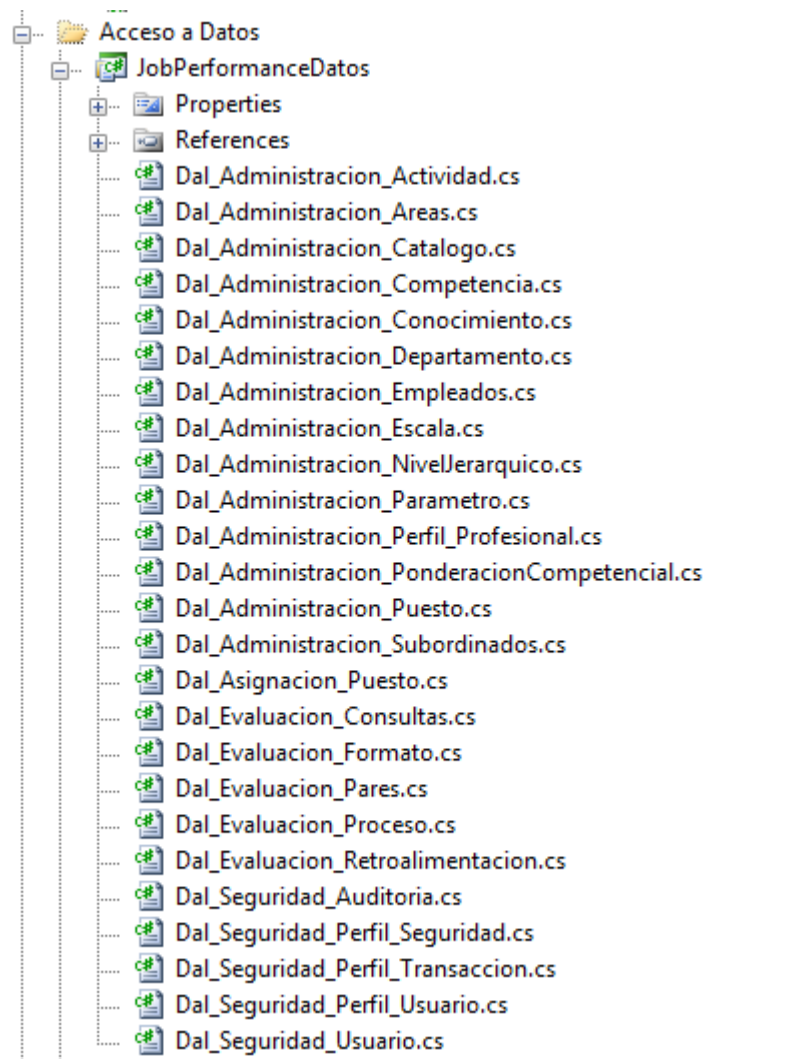 Acceso a Datos
JobPerformanceDatos
Properties
References
Dal_Administracion_Actividad.cs
Dal_Administracion_Areas.cs
Dal_Administracion_Catalogo.cs
Dal_Administracion_Competencia.cs
Dal_Administracion_Conocimiento.cs
Dal_Administracion_Departamento.cs
Dal_Administracion_Empleados.cs
Dal_Administracion_Escala.cs
Dal_Administracion_NivelJerarquico.cs
Dal_Administracion_Parametro.cs
Dal_Administracion_Perfil_Profesional.cs
Dal_Administracion_PonderacionCompetencial.cs
Dal_Administracion_Puesto.cs
Dal_Administracion_Subordinados.cs
Dal_Asignacion_Puesto.cs
Dal_Evaluacion_Consultas.cs
Dal_Evaluacion_Formato.cs
Dal_Evaluacion_Pares.cs
Dal_Evaluacion_Proceso.cs
Dal_Evaluacion_Retroalimentacion.cs
Dal_Seguridad_Auditoria.cs
Dal_Seguridad_Perfil_Seguridad.cs
Dal_Seguridad_Perfil_Transaccion.cs
Dal_Seguridad_Perfil_Usuario.cs
Dal_Seguridad_Usuario.cs